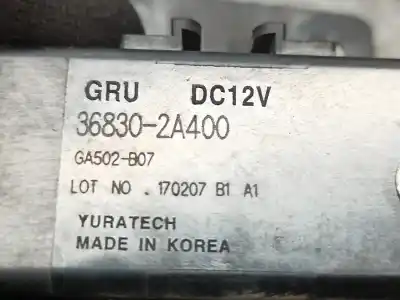 GRU DC12V
36830-2A400
GA502-B07
LOT NO . 170207 B1 A1
YURATECH
MADE IN KOREA